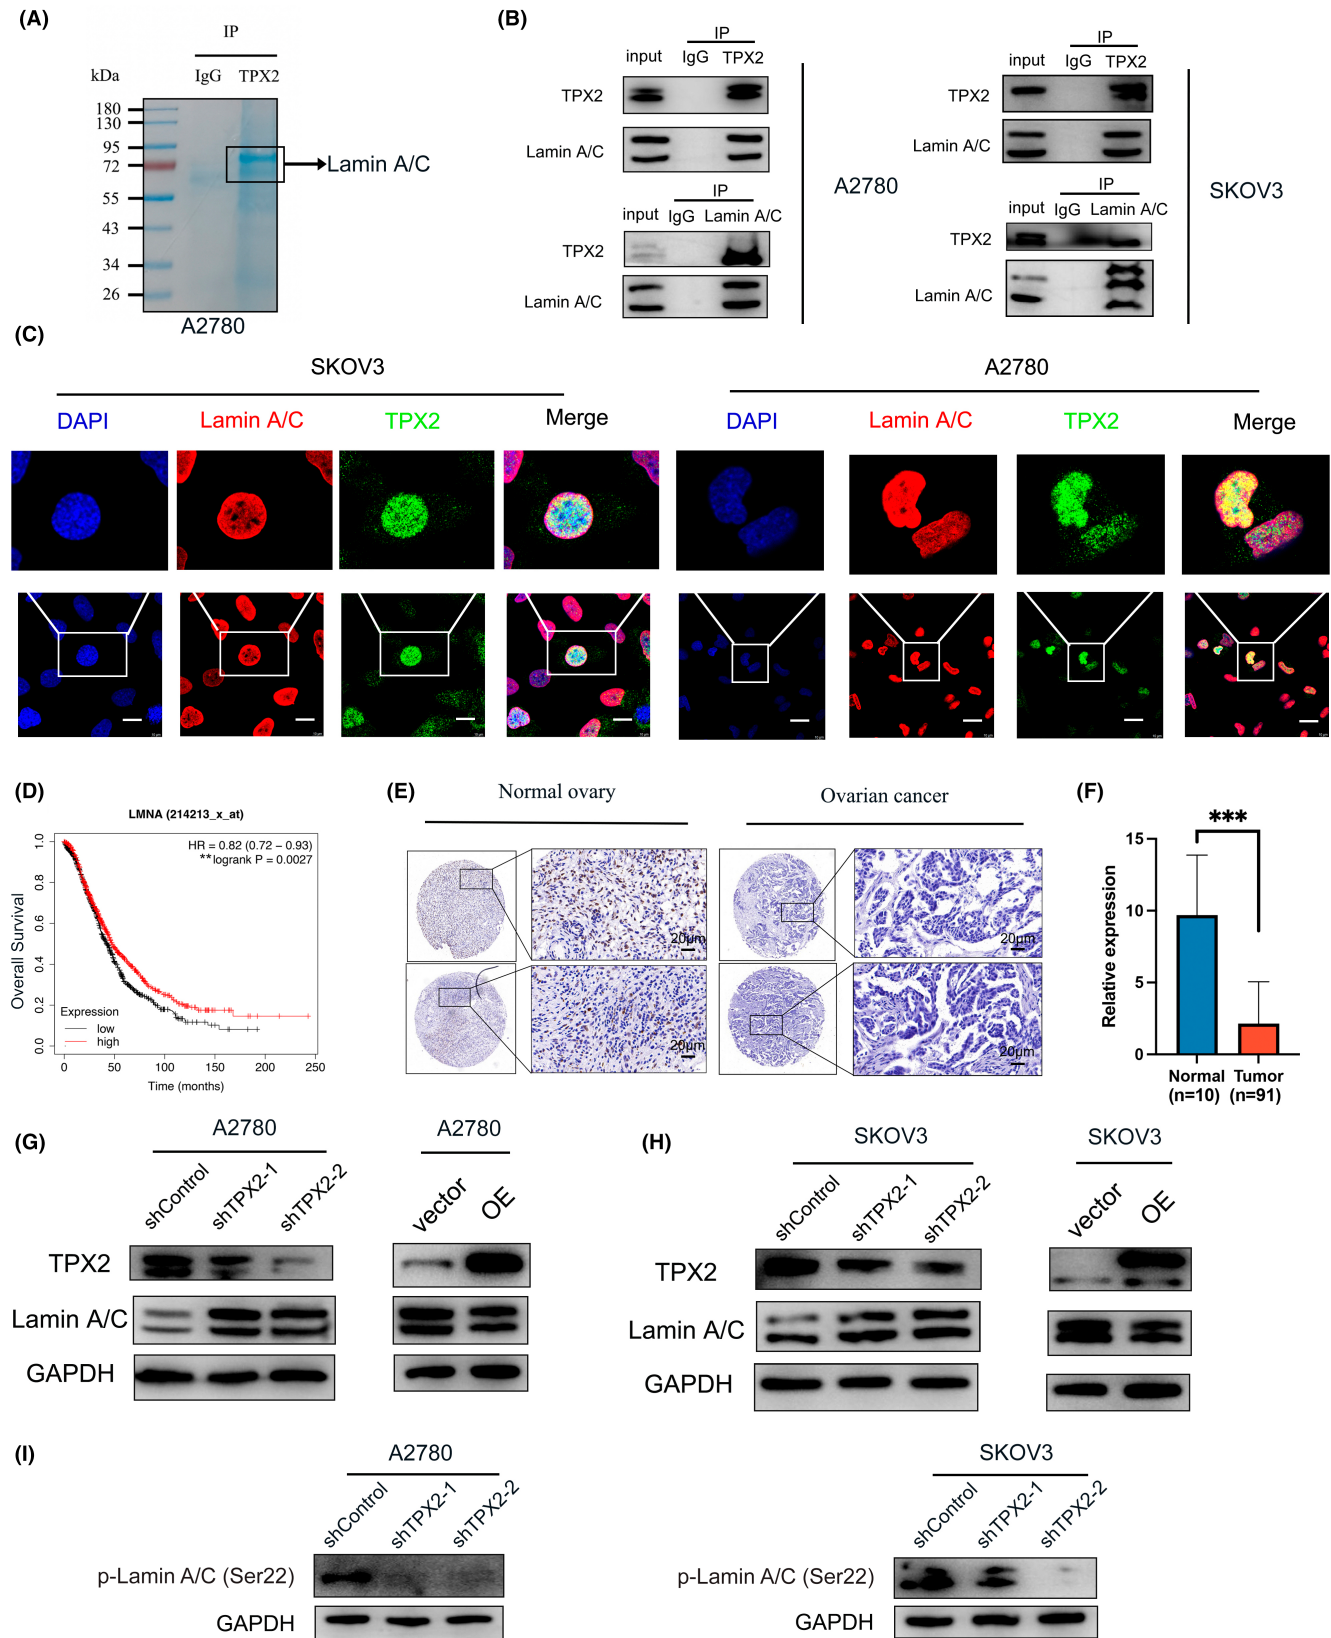 (A)
IP
kDa
IgG TPX2
180
130
95
72
55
43
34
26
Lamin A/C
A2780
(B)
IP
input IgG TPX2
TPX2
Lamin A/C
IP
input IgG Lamin A/C
TPX2
Lamin A/C
A2780
IP
input IgG TPX2
TPX2
Lamin A/C
IP
input IgG Lamin A/C
TPX2
Lamin A/C
SKOV3
(C)
SKOV3
A2780
DAPI Lamin A/C TPX2 Merge
DAPI Lamin A/C TPX2 Merge
(D)
LMNA (214213_x_at)
HR = 0.82 (0.72 – 0.93)
**logrank P = 0.0027
Overall Survival
1.0
0.8
0.6
0.4
0.2
0.0
Expression
low
high
0 50 100 150 200 250
Time (months)
(E)
Normal ovary
Ovarian cancer
20μm
20μm
20μm
20μm
(F)
***
Relative expression
15
10
5
0
Normal Tumor
(n=10) (n=91)
(G)
A2780
shControl
shTPX2-1
shTPX2-2
A2780
vector
OE
TPX2
Lamin A/C
GAPDH
(H)
SKOV3
shControl
shTPX2-1
shTPX2-2
SKOV3
vector
OE
TPX2
Lamin A/C
GAPDH
(I)
A2780
shControl
shTPX2-1
shTPX2-2
p-Lamin A/C (Ser22)
GAPDH
SKOV3
shControl
shTPX2-1
shTPX2-2
p-Lamin A/C (Ser22)
GAPDH